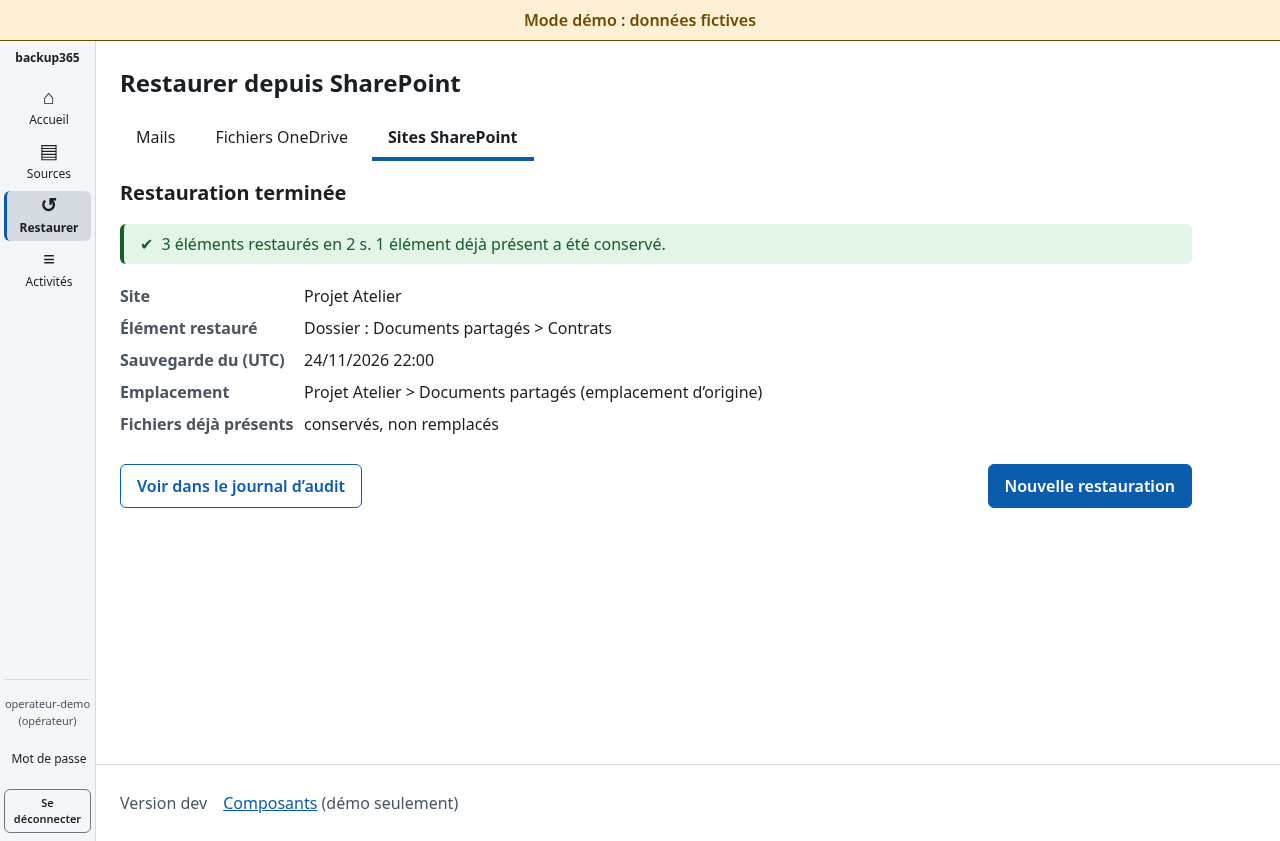 Mode démo : données fictives
backup365
Accueil
Sources
Restaurer
Activités
operateur-demo
(opérateur)
Mot de passe
Se
déconnecter
Restaurer depuis SharePoint
Mails Fichiers OneDrive Sites SharePoint
Restauration terminée
✔ 3 éléments restaurés en 2 s. 1 élément déjà présent a été conservé.
Site Projet Atelier
Élément restauré Dossier : Documents partagés > Contrats
Sauvegarde du (UTC) 24/11/2026 22:00
Emplacement Projet Atelier > Documents partagés (emplacement d’origine)
Fichiers déjà présents conservés, non remplacés
Voir dans le journal d’audit Nouvelle restauration
Version dev Composants (démo seulement)